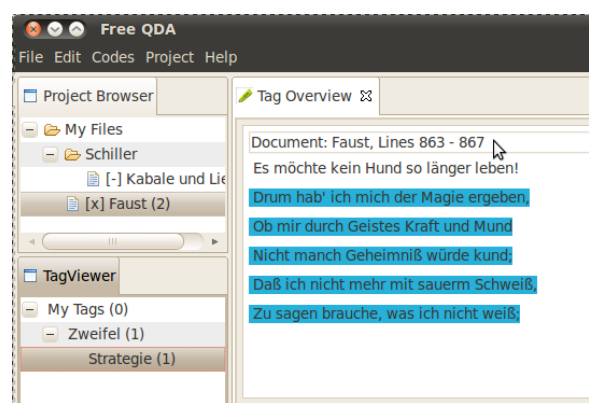 Free QDA
File Edit Codes Project Help
Project Browser
My Files
Schiller
[-] Kabale und Lie
[x] Faust (2)
TagViewer
My Tags (0)
Zweifel (1)
Strategie (1)
Tag Overview
Document: Faust, Lines 863 - 867
Es möchte kein Hund so länger leben!
Drum hab' ich mich der Magie ergeben,
Ob mir durch Geistes Kraft und Mund
Nicht manch Geheimniß würde kund;
Daß ich nicht mehr mit sauerm Schweiß,
Zu sagen brauche, was ich nicht weiß;